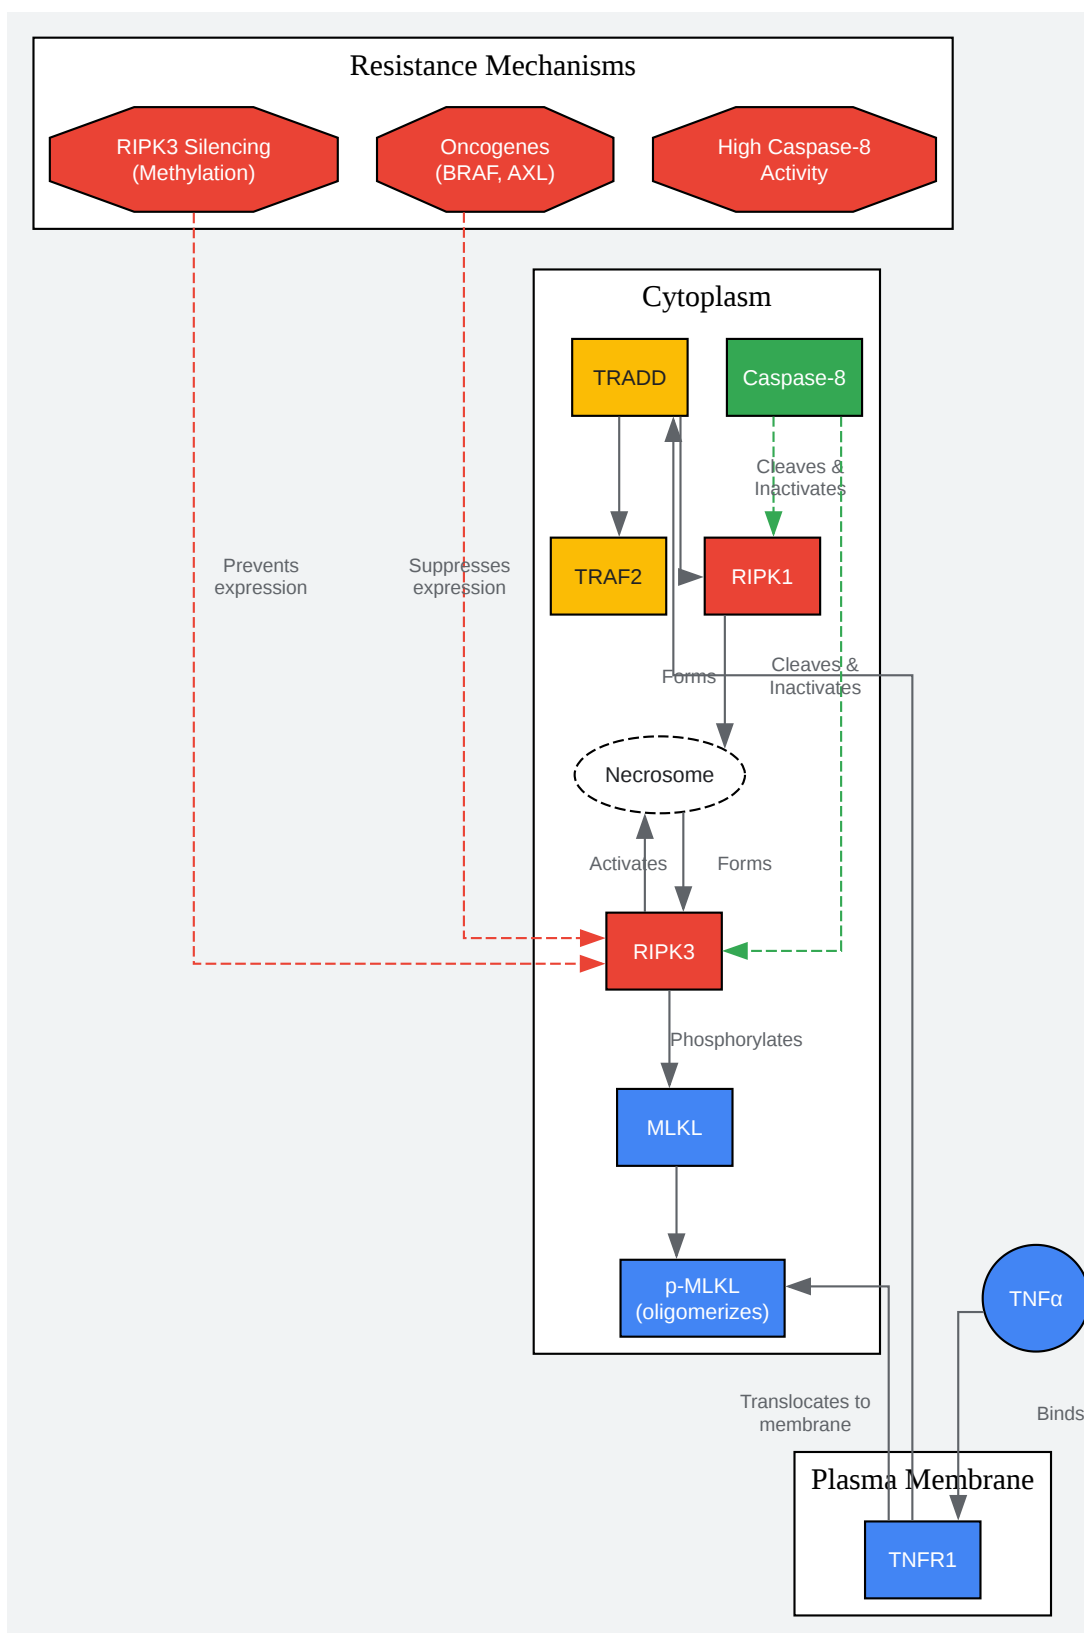 Resistance Mechanisms
RIPK3 Silencing
(Methylation)
Oncogenes
(BRAF, AXL)
High Caspase-8
Activity
Cytoplasm
TRADD
Caspase-8
Cleaves &
Inactivates
Prevents
expression
Suppresses
expression
TRAF2
RIPK1
Forms
Cleaves &
Inactivates
Necrosome
Activates
Forms
RIPK3
Phosphorylates
MLKL
p-MLKL
(oligomerizes)
TNFα
Translocates to
membrane
Binds
Plasma Membrane
TNFR1